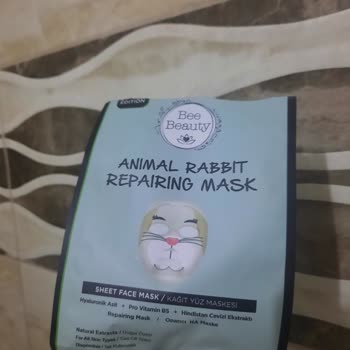 EDITION
Bee
Beauty
ANIMAL RABBIT
REPAIRING MASK
SHEET FACE MASK / KAĞIT YÜZ MASKESİ
Hyaluronik Asit • Pro Vitamin B5 • Hindistan Cevizi Ekstraktlı
Repairing Mask • Onarıcı Maske
Natural Extracts /
For All Skin Types /